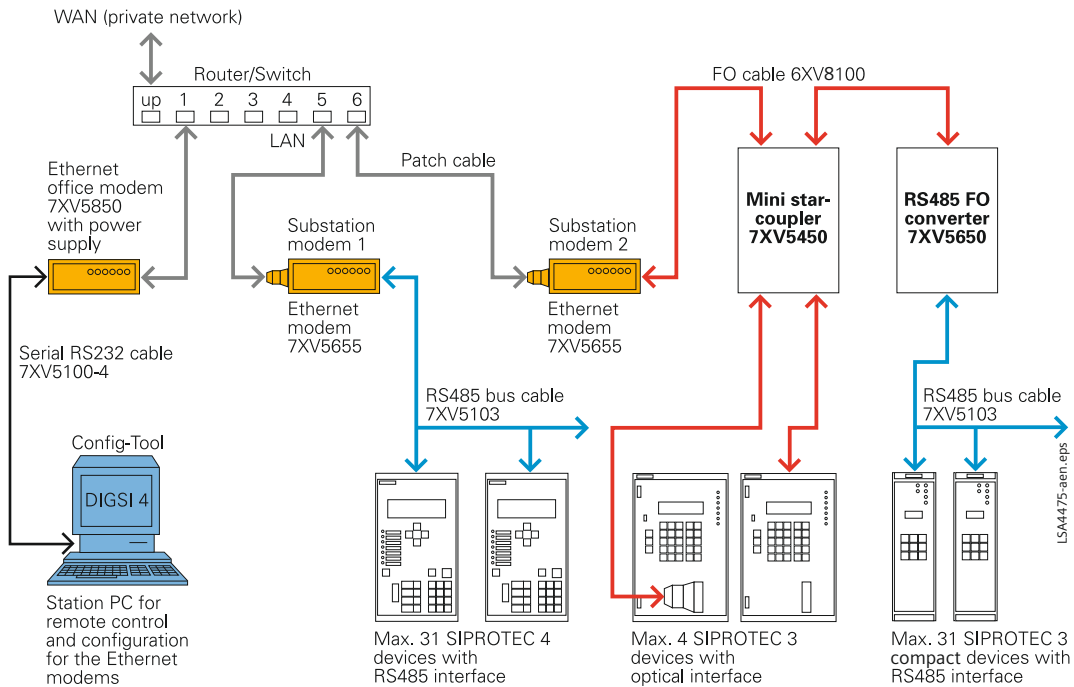 WAN (private network)
Router/Switch
up 1 2 3 4 5 6
LAN
FO cable 6XV8100
Patch cable
Ethernet
office modem
7XV5850
with power
supply
Substation
modem 1
Ethernet
modem
7XV5655
Substation
modem 2
Ethernet
modem
7XV5655
Mini star-
coupler
7XV5450
RS485 FO
converter
7XV5650
Serial RS232 cable
7XV5100-4
RS485 bus cable
7XV5103
RS485 bus cable
7XV5103
Config-Tool
DIGSI 4
Station PC for
remote control
and configuration
for the Ethernet
modems
Max. 31 SIPROTEC 4
devices with
RS485 interface
Max. 4 SIPROTEC 3
devices with
optical interface
Max. 31 SIPROTEC 3
compact devices with
RS485 interface
LSA4475-aen.eps